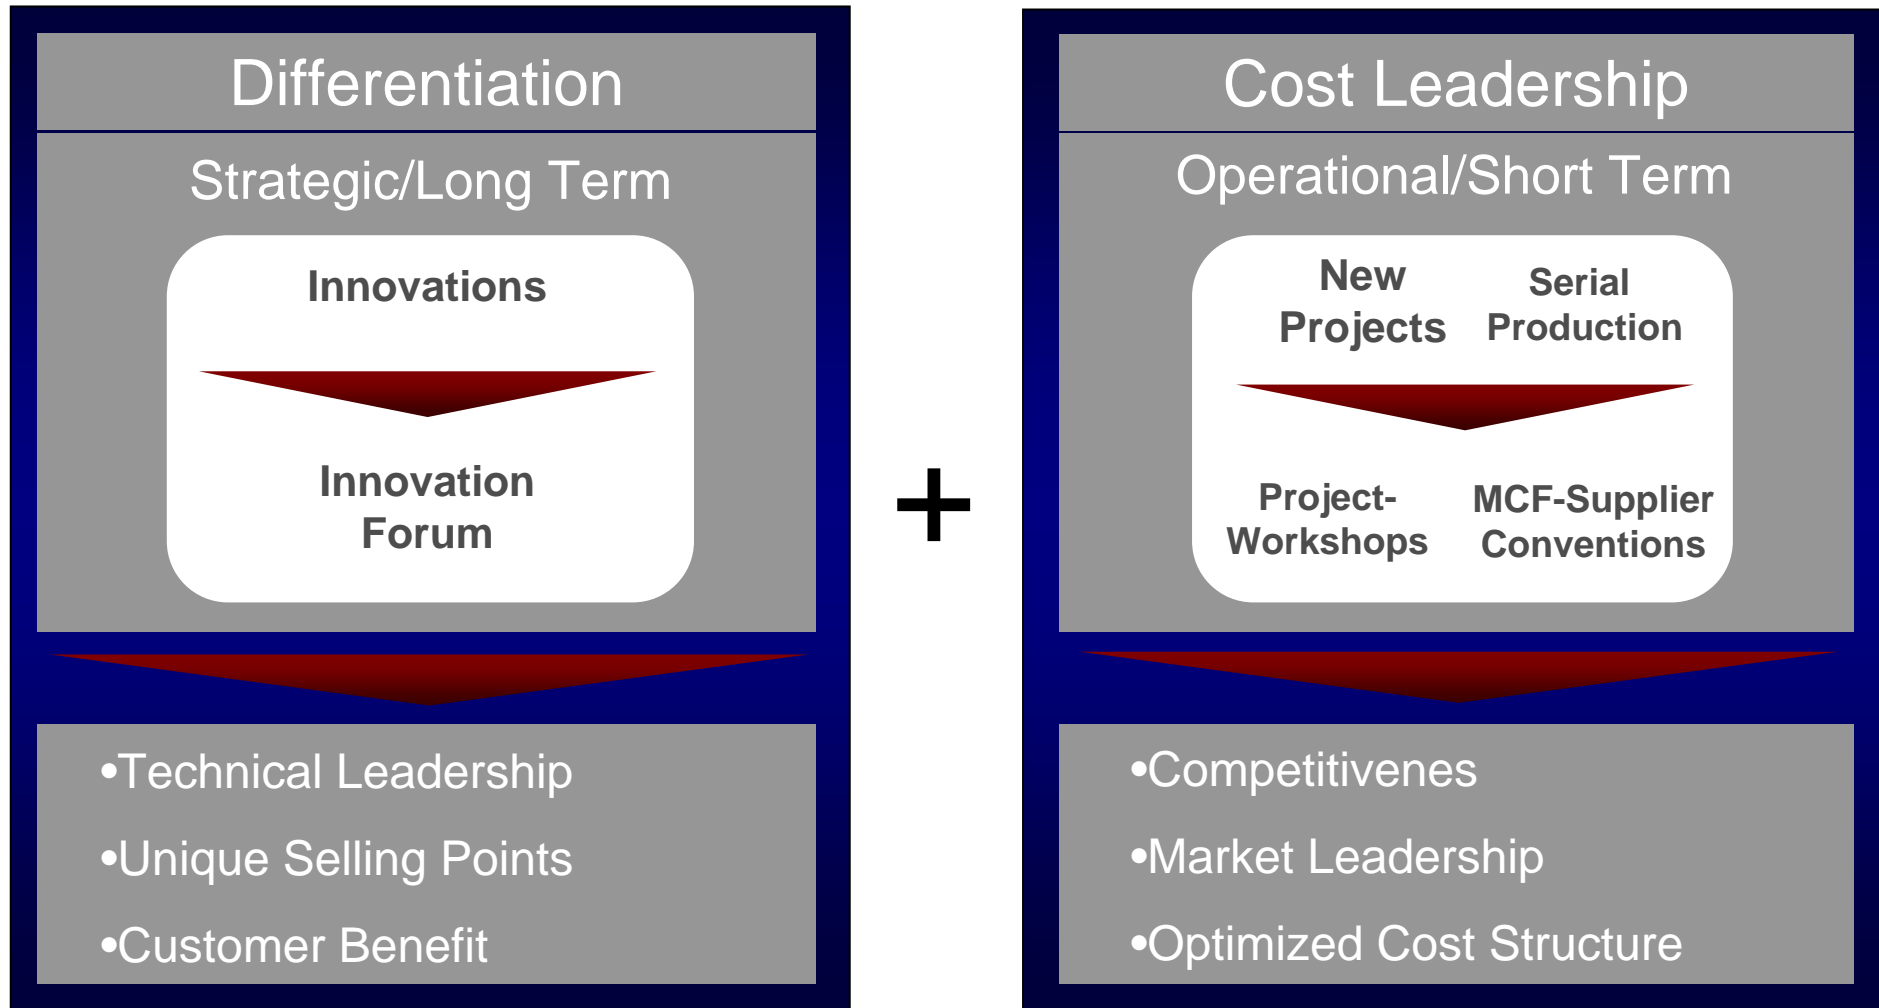 Differentiation
Strategic/Long Term
Innovations
Innovation
Forum
•Technical Leadership
•Unique Selling Points
•Customer Benefit
+
Cost Leadership
Operational/Short Term
New
Projects
Serial
Production
Project-
Workshops
MCF-Supplier
Conventions
•Competitivenes
•Market Leadership
•Optimized Cost Structure